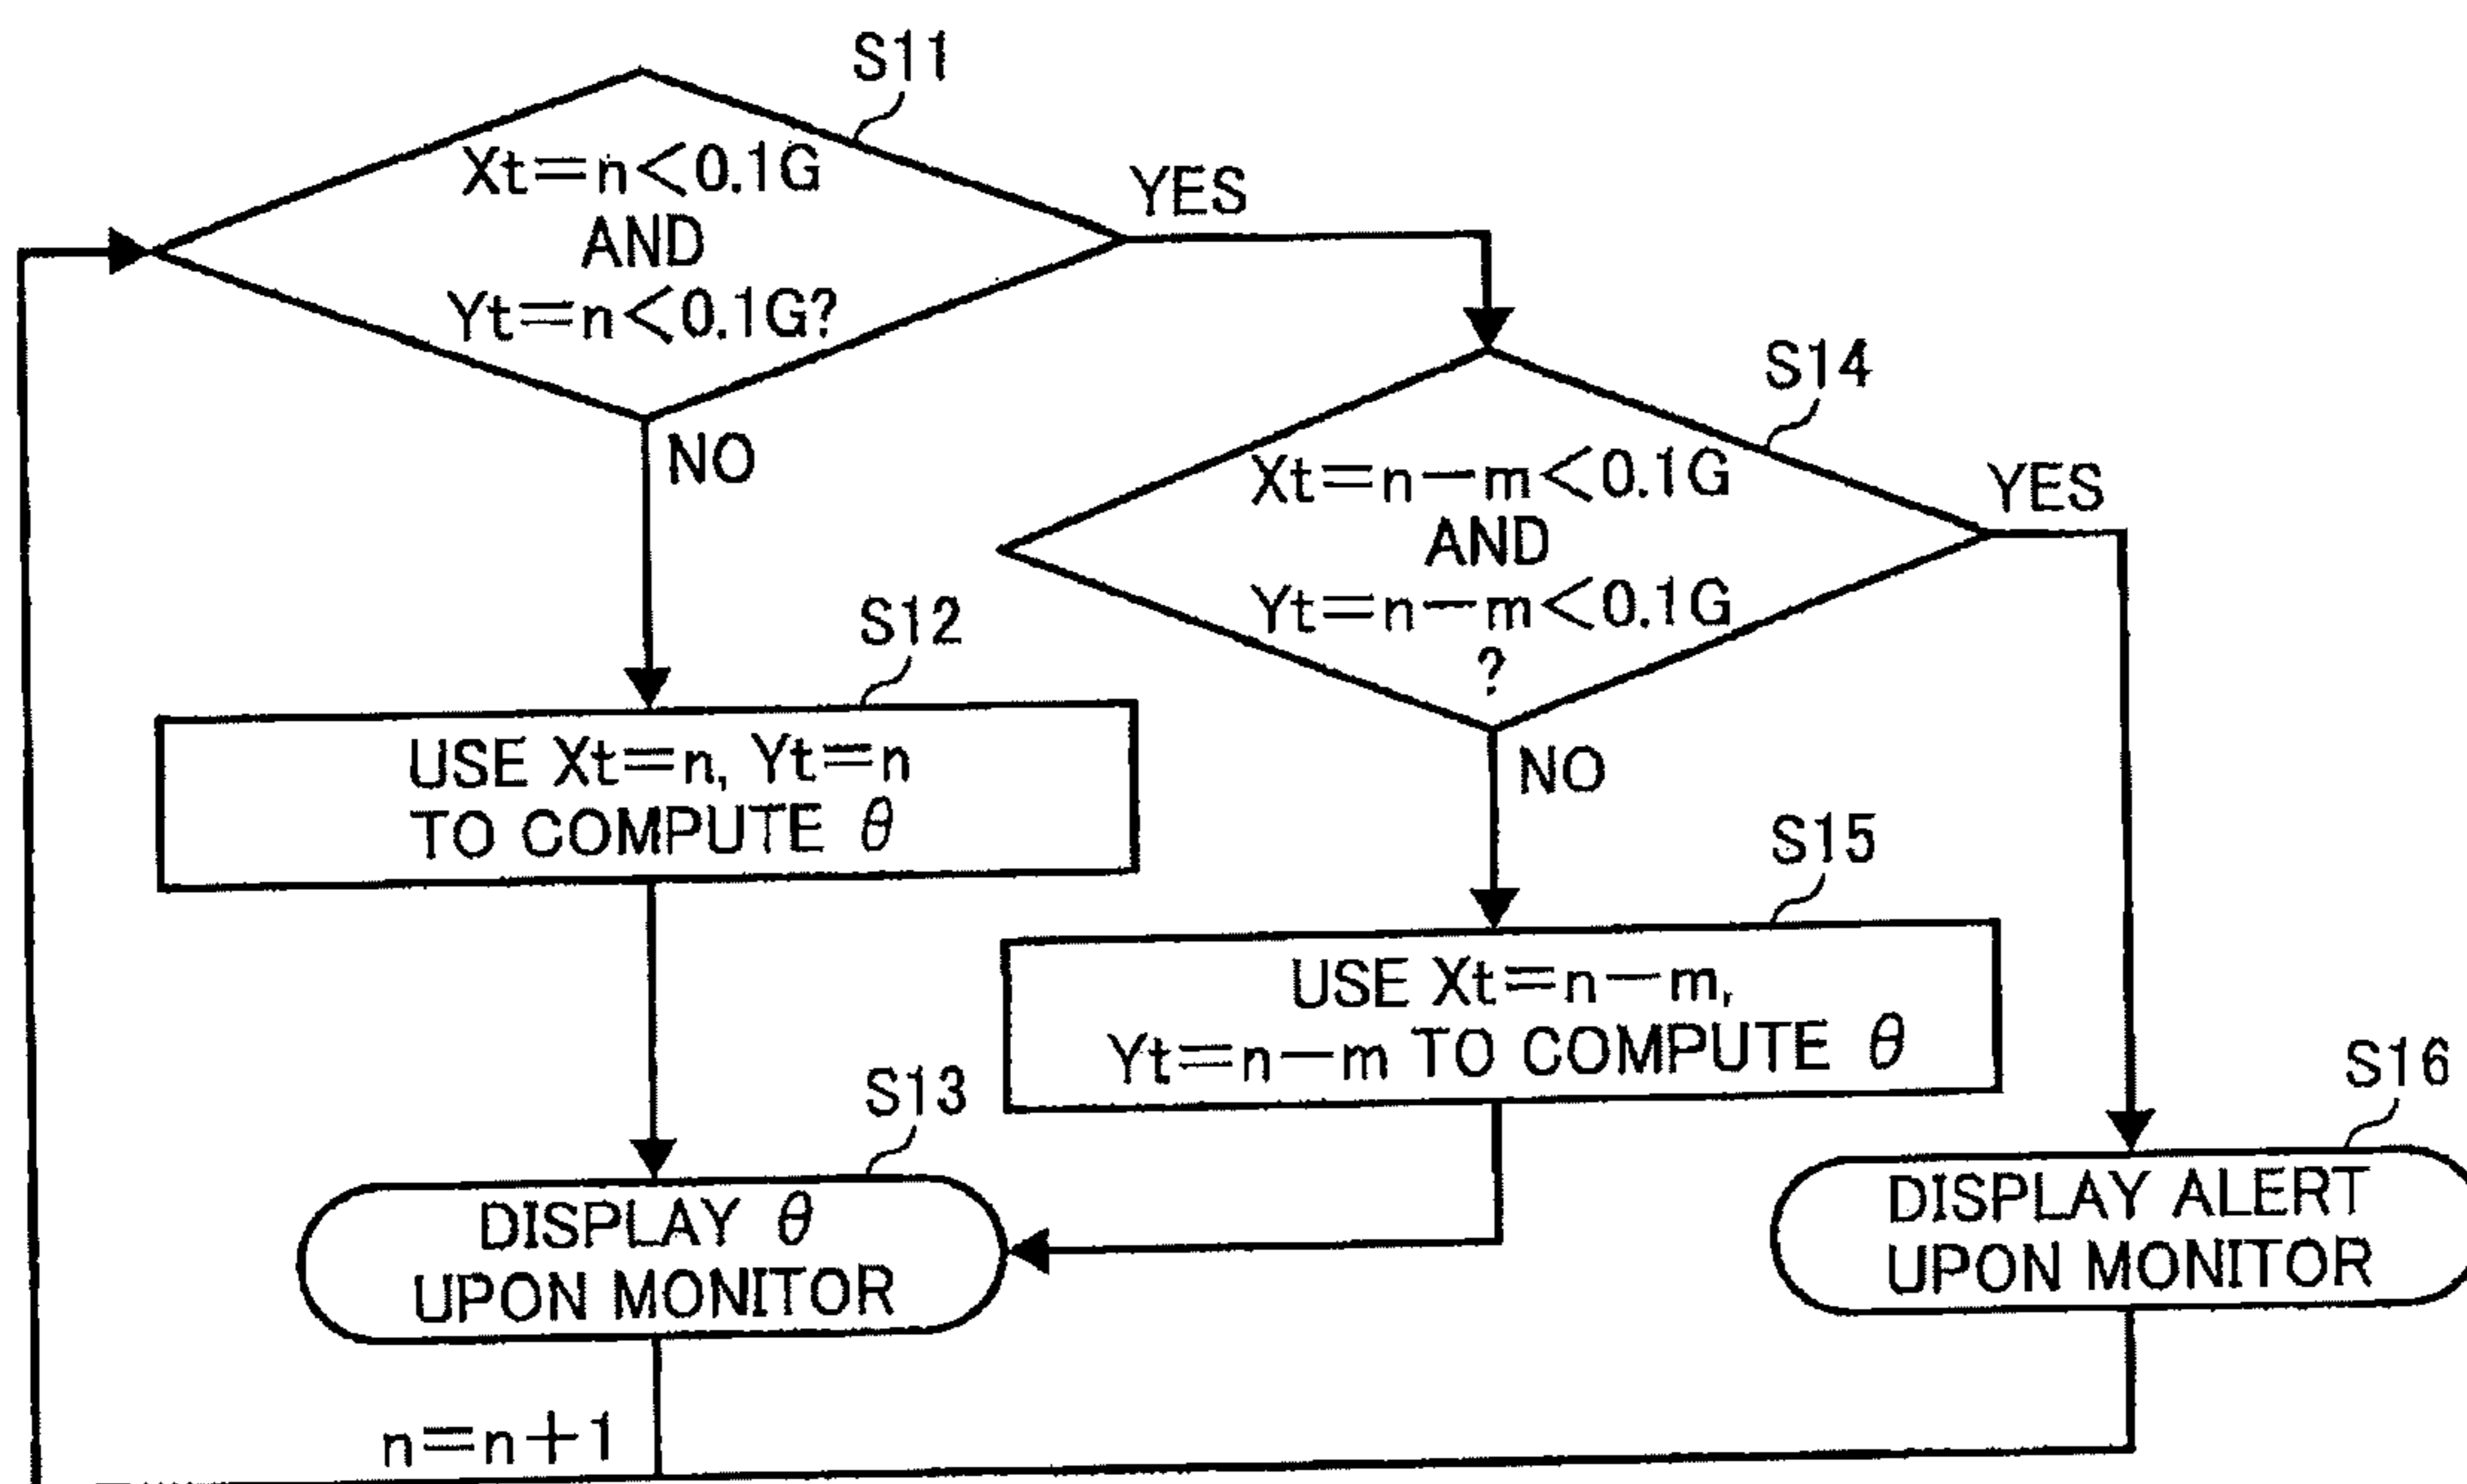 S11
Xt=n<0.1G
AND
Yt=n<0.1G?
YES
NO
S14
Xt=n-m<0.1G
AND
Yt=n-m<0.1G
?
YES
NO
S12
USE Xt=n, Yt=n
TO COMPUTE θ
S15
USE Xt=n-m,
Yt=n-m TO COMPUTE θ
S13
DISPLAY θ
UPON MONITOR
S16
DISPLAY ALERT
UPON MONITOR
n=n+1